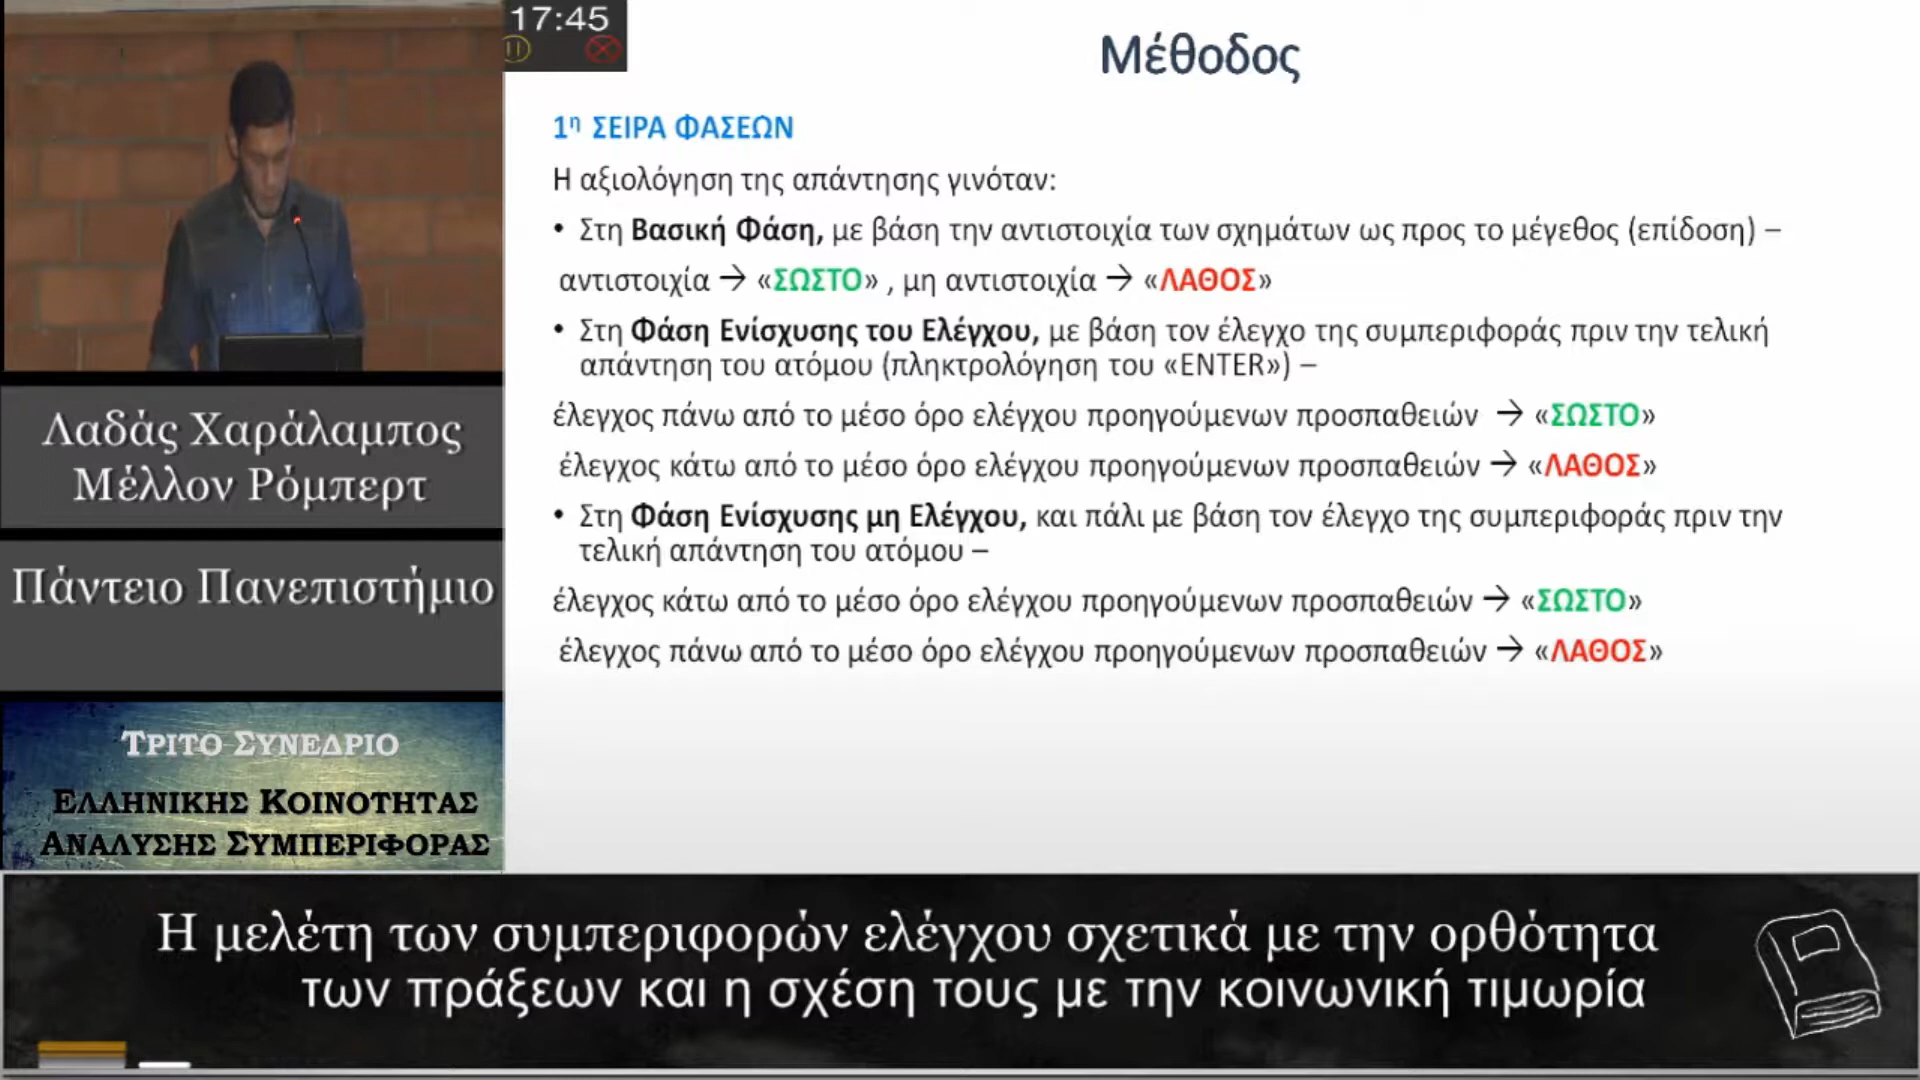 17:45
Μέθοδος
1η ΣΕΙΡΑ ΦΑΣΕΩΝ
Η αξιολόγηση της απάντησης γινόταν:
• Στη Βασική Φάση, με βάση την αντιστοιχία των σχημάτων ως προς το μέγεθος (επίδοση) –
αντιστοιχία → «ΣΩΣΤΟ» , μη αντιστοιχία → «ΛΑΘΟΣ»
• Στη Φάση Ενίσχυσης του Ελέγχου, με βάση τον έλεγχο της συμπεριφοράς πριν την τελική
απάντηση του ατόμου (πληκτρολόγηση του «ENTER») –
έλεγχος πάνω από το μέσο όρο ελέγχου προηγούμενων προσπαθειών → «ΣΩΣΤΟ»
έλεγχος κάτω από το μέσο όρο ελέγχου προηγούμενων προσπαθειών → «ΛΑΘΟΣ»
• Στη Φάση Ενίσχυσης μη Ελέγχου, και πάλι με βάση τον έλεγχο της συμπεριφοράς πριν την
τελική απάντηση του ατόμου –
έλεγχος κάτω από το μέσο όρο ελέγχου προηγούμενων προσπαθειών → «ΣΩΣΤΟ»
έλεγχος πάνω από το μέσο όρο ελέγχου προηγούμενων προσπαθειών → «ΛΑΘΟΣ»
Λαδάς Χαράλαμπος
Μέλλον Ρόμπερτ
Πάντειο Πανεπιστήμιο
ΤΡΙΤΟ ΣΥΝΕΔΡΙΟ
ΕΛΛΗΝΙΚΗΣ ΚΟΙΝΟΤΗΤΑΣ
ΑΝΑΛΥΣΗΣ ΣΥΜΠΕΡΙΦΟΡΑΣ
Η μελέτη των συμπεριφορών ελέγχου σχετικά με την ορθότητα
των πράξεων και η σχέση τους με την κοινωνική τιμωρία